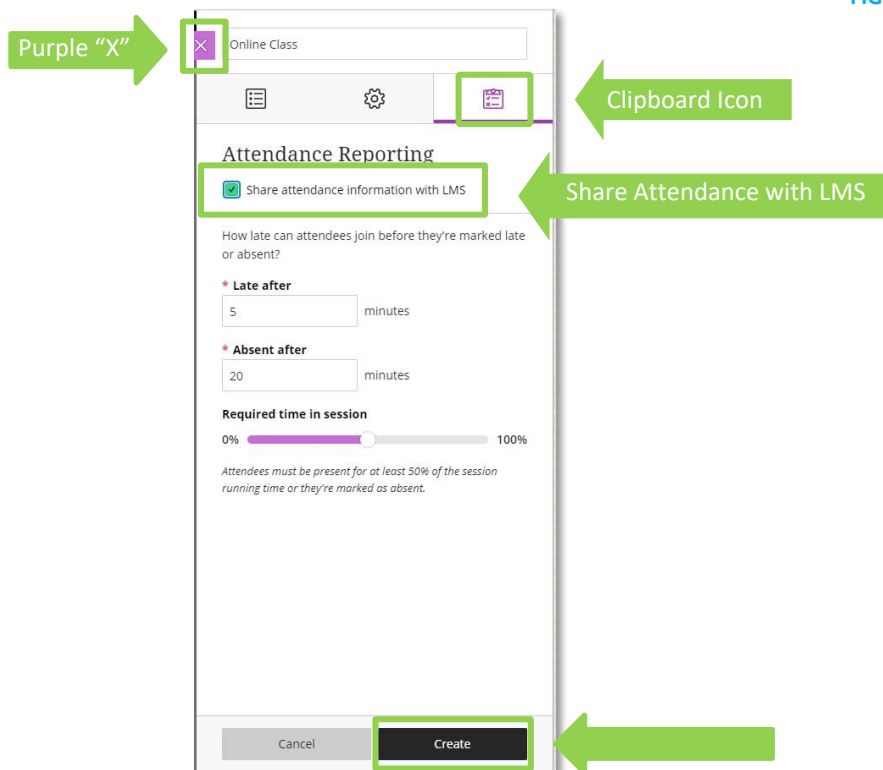 Purple “X”
Online Class
Clipboard Icon
Attendance Reporting
Share attendance information with LMS
Share Attendance with LMS
How late can attendees join before they're marked late
or absent?
* Late after
5 minutes
* Absent after
20 minutes
Required time in session
0% 100%
Attendees must be present for at least 50% of the session
running time or they're marked as absent.
Cancel Create